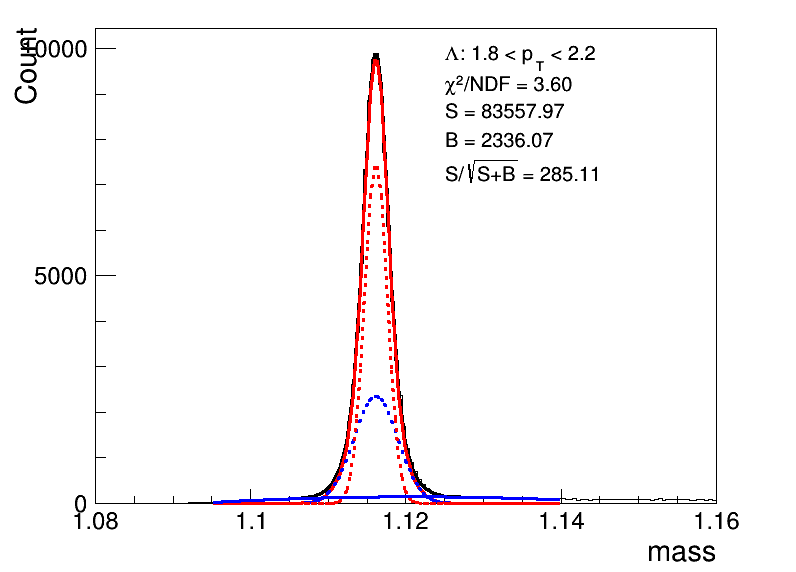 Count
10000
5000
0
Λ: 1.8 < p_T < 2.2
χ²/NDF = 3.60
S = 83557.97
B = 2336.07
S/√S+B = 285.11
1.08 1.1 1.12 1.14 1.16
mass